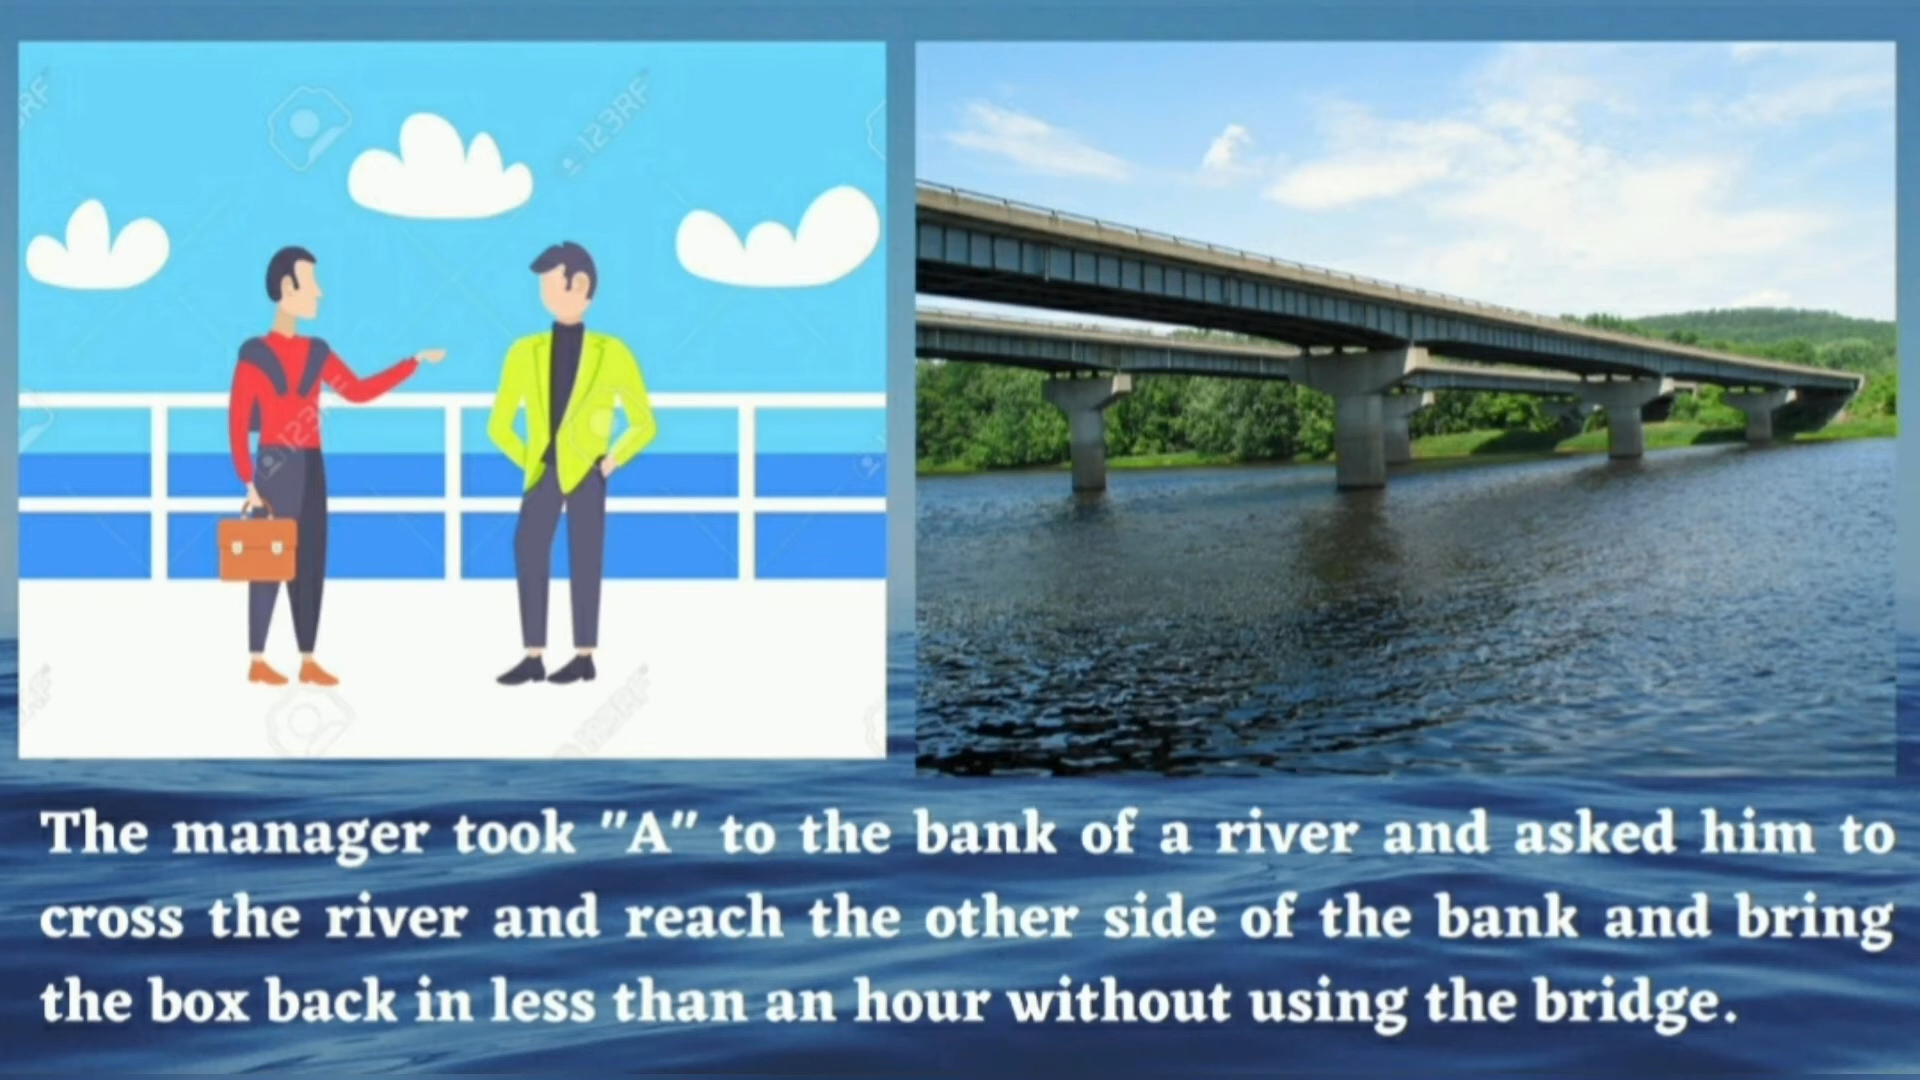 123RF
The manager took "A" to the bank of a river and asked him to
cross the river and reach the other side of the bank and bring
the box back in less than an hour without using the bridge.